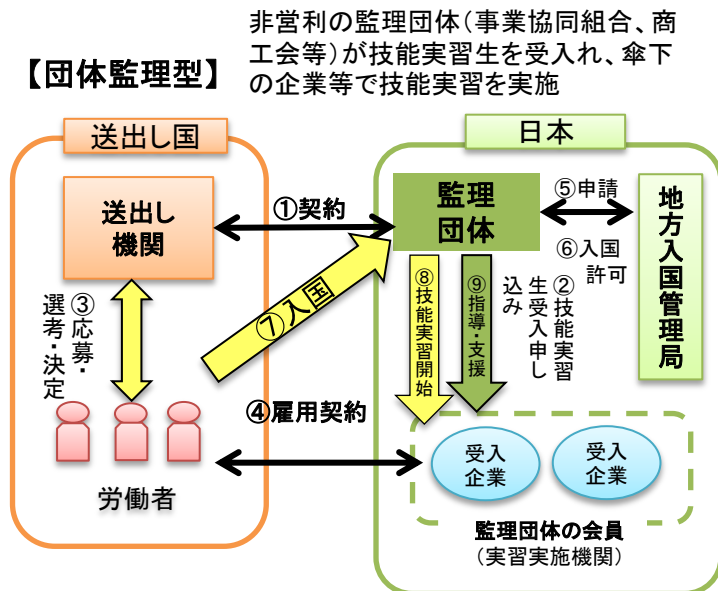 非営利の監理団体(事業協同組合、商
工会等)が技能実習生を受入れ、傘下
の企業等で技能実習を実施
【団体監理型】
送出し国
日本
送出し
機関
①契約
監理
団体
⑤申請
⑥入国
許可
地方入国管理局
③応募・
選考・決定
⑦入国
⑧技能実習開始
⑨指導・支援
②技能実習
生受入申し
込み
④雇用契約
労働者
受入
企業
受入
企業
監理団体の会員
(実習実施機関)